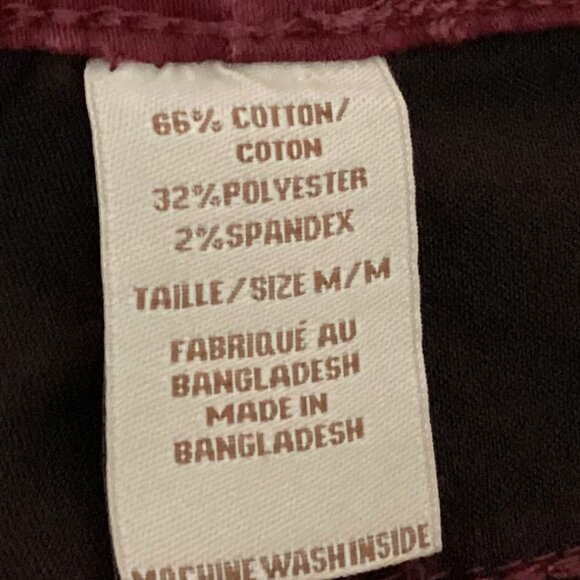 66% COTTON/
COTON
32%POLYESTER
2%SPANDEX
TAILLE/SIZE M/M
FABRIQUÉ AU
BANGLADESH
MADE IN
BANGLADESH
MACHINE WASH INSIDE